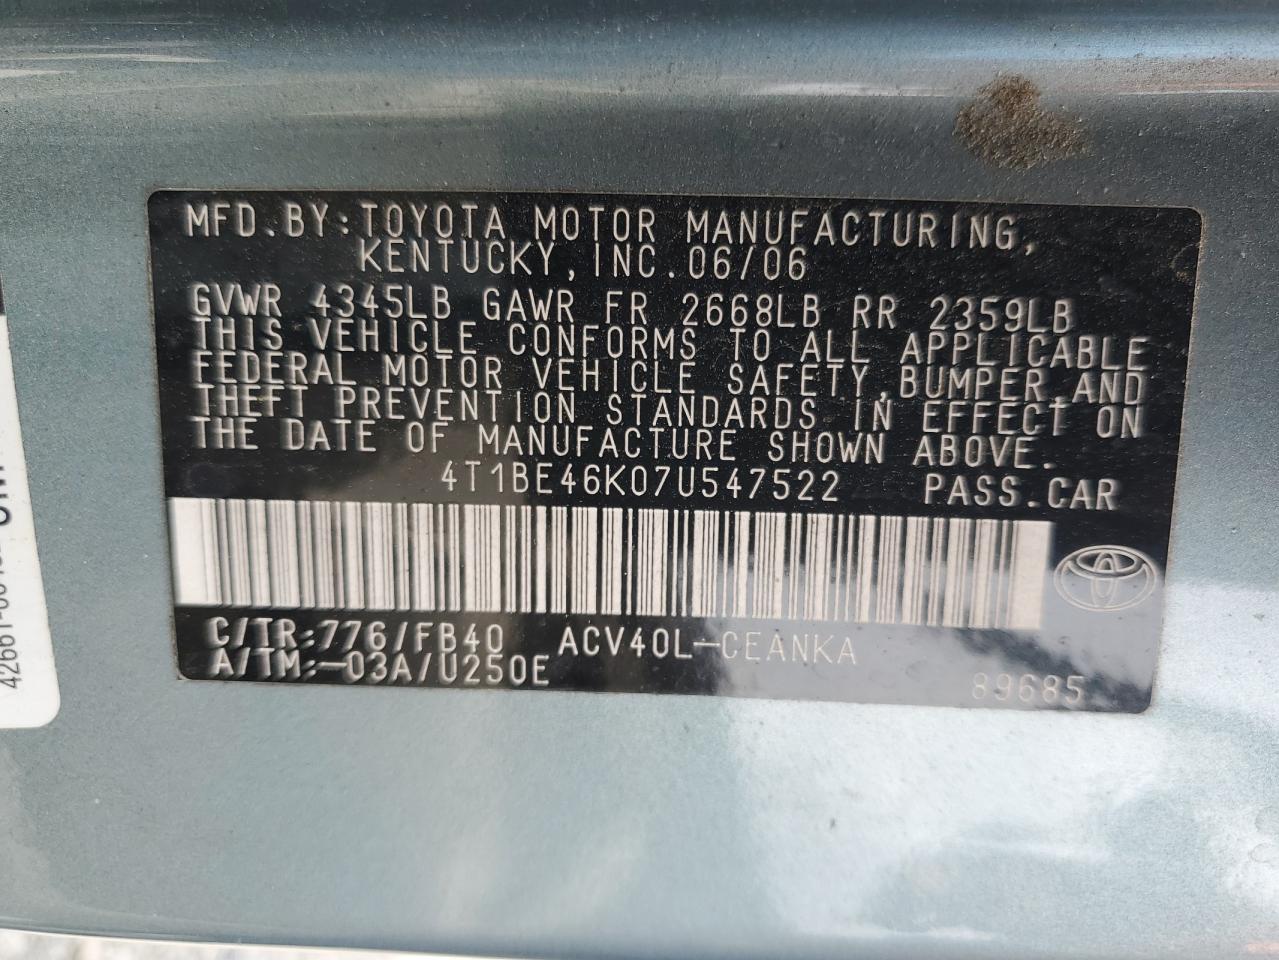 MFD.BY:TOYOTA MOTOR MANUFACTURING,
KENTUCKY,INC.06/06
GVWR 4345LB GAWR FR 2668LB RR 2359LB
THIS VEHICLE CONFORMS TO ALL APPLICABLE
FEDERAL MOTOR VEHICLE SAFETY,BUMPER,AND
THEFT PREVENTION STANDARDS IN EFFECT ON
THE DATE OF MANUFACTURE SHOWN ABOVE.
4T1BE46K07U547522 PASS.CAR
C/TR:776/FB40 ACV40L-CEANKA
A/TM:-03A/U250E
89685